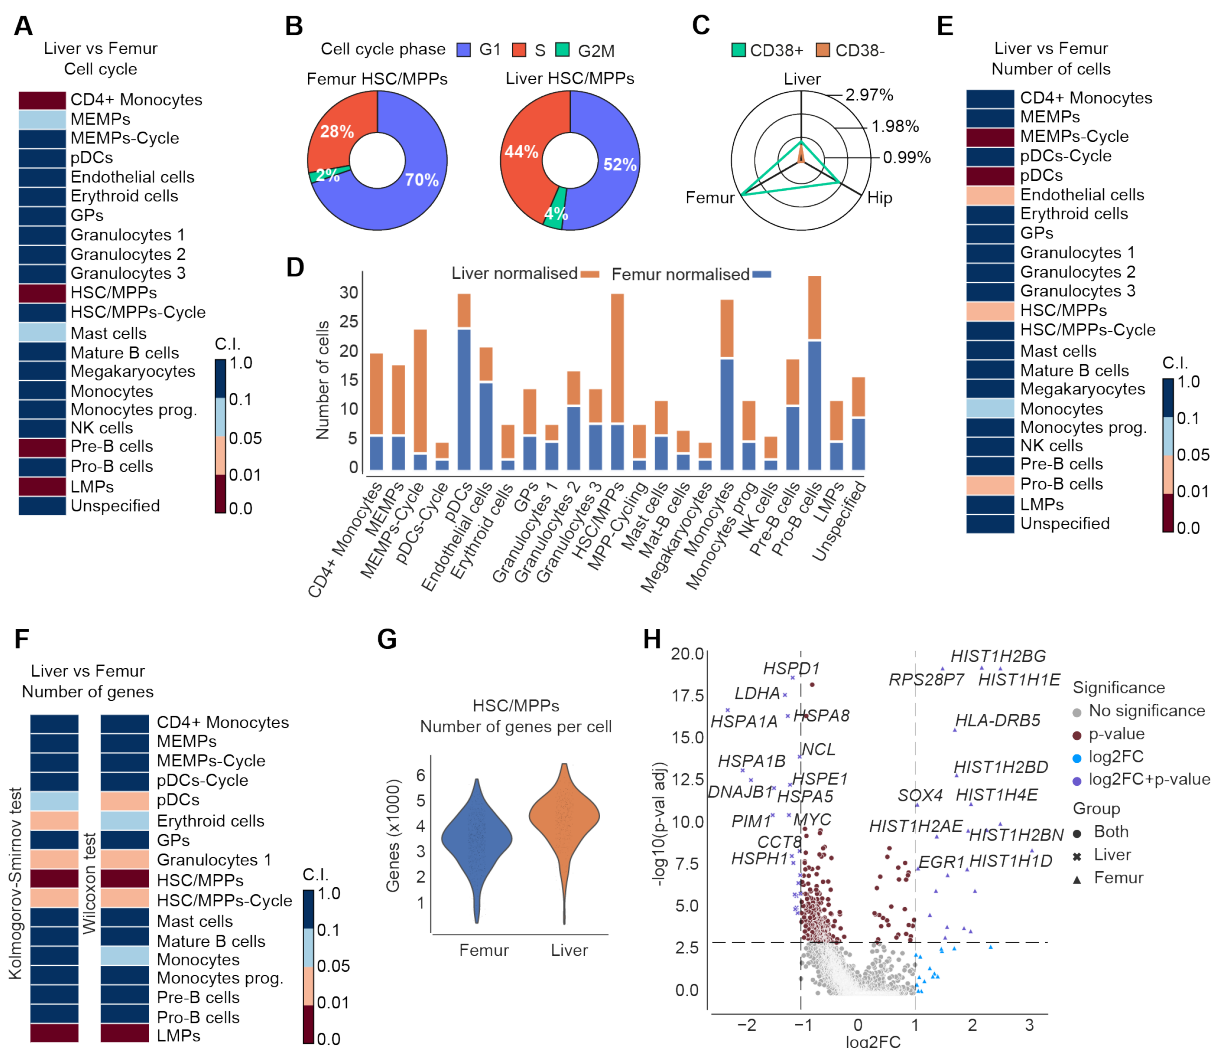 A
Liver vs Femur
Cell cycle
CD4+ Monocytes
MEMPs
MEMPs-Cycle
pDCs
Endothelial cells
Erythroid cells
GPs
Granulocytes 1
Granulocytes 2
Granulocytes 3
HSC/MPPs
HSC/MPPs-Cycle
Mast cells
Mature B cells
Megakaryocytes
Monocytes
Monocytes prog.
NK cells
Pre-B cells
Pro-B cells
LMPs
Unspecified
C.I.
1.0
0.1
0.05
0.01
0.0
B
Cell cycle phase G1 S G2M
Femur HSC/MPPs
28%
2%
70%
Liver HSC/MPPs
44%
52%
4%
C
CD38+ CD38-
Liver
2.97%
1.98%
0.99%
Femur
Hip
D
Liver normalised
Femur normalised
Number of cells
30
25
20
15
10
5
0
CD4+ Monocytes
MEMPs
MEMPs-Cycle
pDCs-Cycle
pDCs
Endothelial cells
Erythroid cells
GPs
Granulocytes 1
Granulocytes 2
Granulocytes 3
HSC/MPPs
MPP-Cycling
Mast cells
Mat-B cells
Megakaryocytes
Monocytes
Monocytes prog
NK cells
Pre-B cells
Pro-B cells
LMPs
Unspecified
E
Liver vs Femur
Number of cells
CD4+ Monocytes
MEMPs
MEMPs-Cycle
pDCs-Cycle
pDCs
Endothelial cells
Erythroid cells
GPs
Granulocytes 1
Granulocytes 2
Granulocytes 3
HSC/MPPs
HSC/MPPs-Cycle
Mast cells
Mature B cells
Megakaryocytes
Monocytes
Monocytes prog.
NK cells
Pre-B cells
Pro-B cells
LMPs
Unspecified
C.I.
1.0
0.1
0.05
0.01
0.0
F
Liver vs Femur
Number of genes
Kolmogorov-Smirnov test
Wilcoxon test
CD4+ Monocytes
MEMPs
MEMPs-Cycle
pDCs-Cycle
pDCs
Erythroid cells
GPs
Granulocytes 1
HSC/MPPs
HSC/MPPs-Cycle
Mast cells
Mature B cells
Monocytes
Monocytes prog.
Pre-B cells
Pro-B cells
LMPs
C.I.
1.0
0.1
0.05
0.01
0.0
G
HSC/MPPs
Number of genes per cell
Genes (x1000)
6
5
4
3
2
1
Femur
Liver
H
-log10(p-val adj)
20.0
17.5
15.0
12.5
10.0
7.5
5.0
2.5
0.0
−2
−1
0
1
2
3
log2FC
HSPD1
LDHA
HSPA1A
HSPA8
NCL
HSPA1B
HSPE1
DNAJB1
HSPA5
PIM1
MYC
CCT8
HSPH1
HIST1H2BG
RPS28P7
HIST1H1E
HLA-DRB5
HIST1H2BD
SOX4
HIST1H4E
HIST1H2AE
HIST1H2BN
EGR1
HIST1H1D
Significance
No significance
p-value
log2FC
log2FC+p-value
Group
Both
Liver
Femur